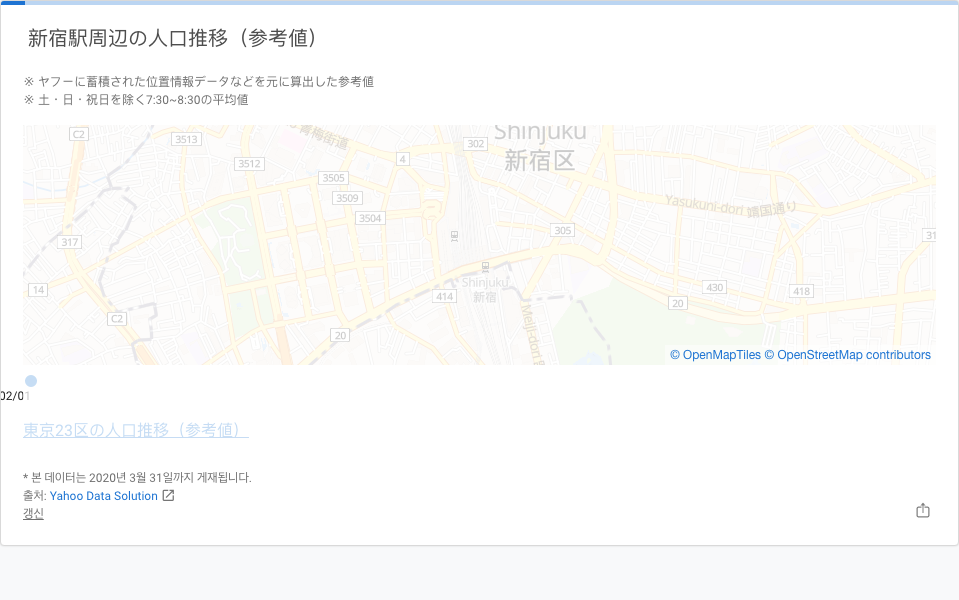 新宿駅周辺の人口推移（参考値）
※ ヤフーに蓄積された位置情報データなどを元に算出した参考値
※ 土・日・祝日を除く7:30~8:30の平均値
C2
3513
青梅街道
302
Shinjuku
新宿区
3512
4
3505
3509
3504
Yasukuni-dori 靖国通り
317
305
31
14
Shinjuku
新宿
414
430
418
20
C2
20
Meiji-dori 明
© OpenMapTiles © OpenStreetMap contributors
02/01
東京23区の人口推移（参考値）
* 본 데이터는 2020년 3월 31일까지 게재됩니다.
출처: Yahoo Data Solution
갱신